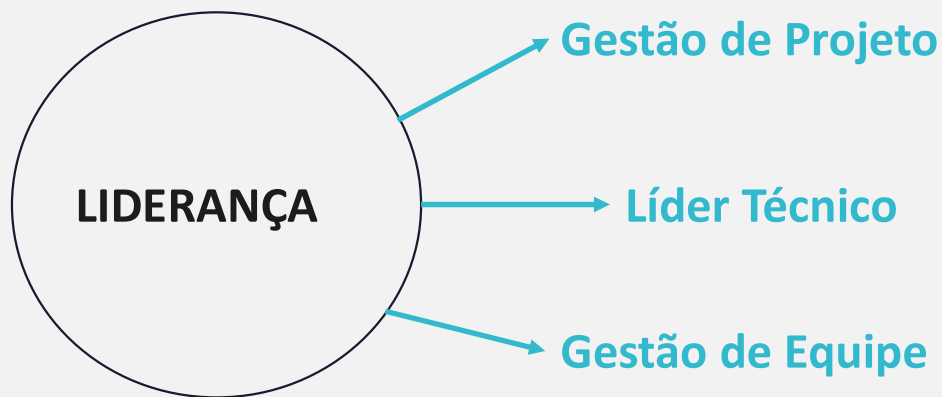 Gestão de Projeto
LIDERANÇA
Líder Técnico
Gestão de Equipe